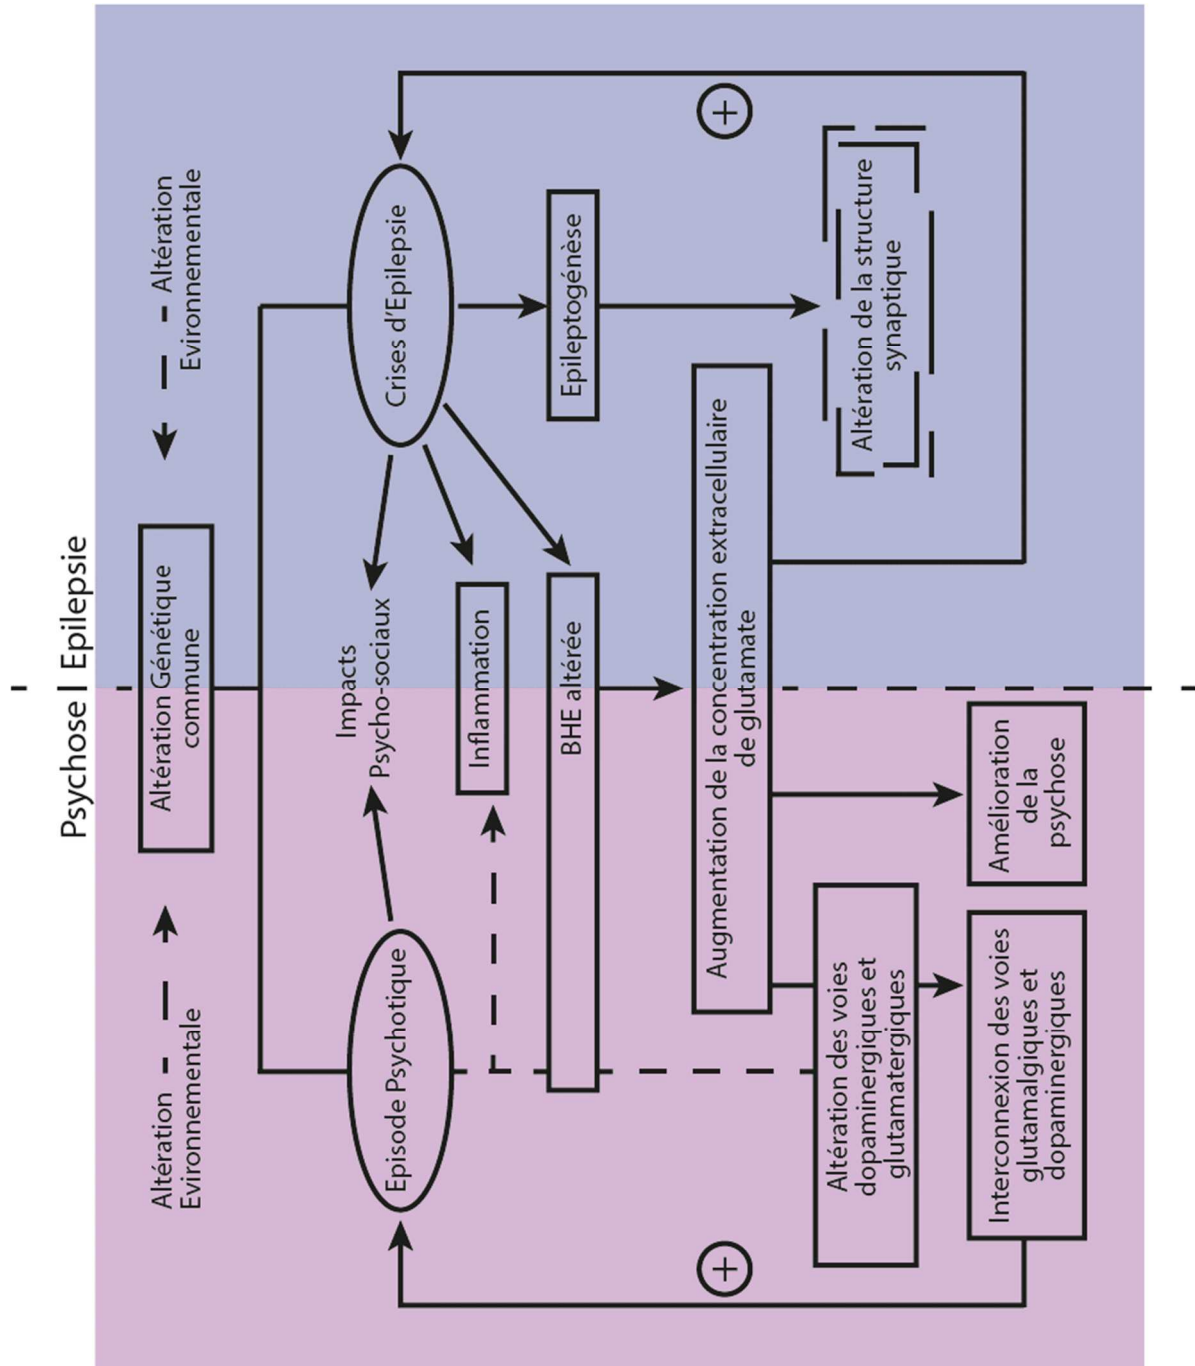 Psychose | Epilepsie
Altération
Evironnementale
Altération Génétique
commune
Altération
Evironnementale
Episode Psychotique
Impacts
Psycho-sociaux
Crises d'Epilepsie
Inflammation
BHE altérée
Epileptogénèse
Augmentation de la concentration extracellulaire
de glutamate
Altération des voies
dopaminergiques et
glutamatergiques
Altération de la structure
synaptique
Interconnexion des voies
glutamalgiques et
dopaminergiques
Amélioration
de la
psychose
+
+